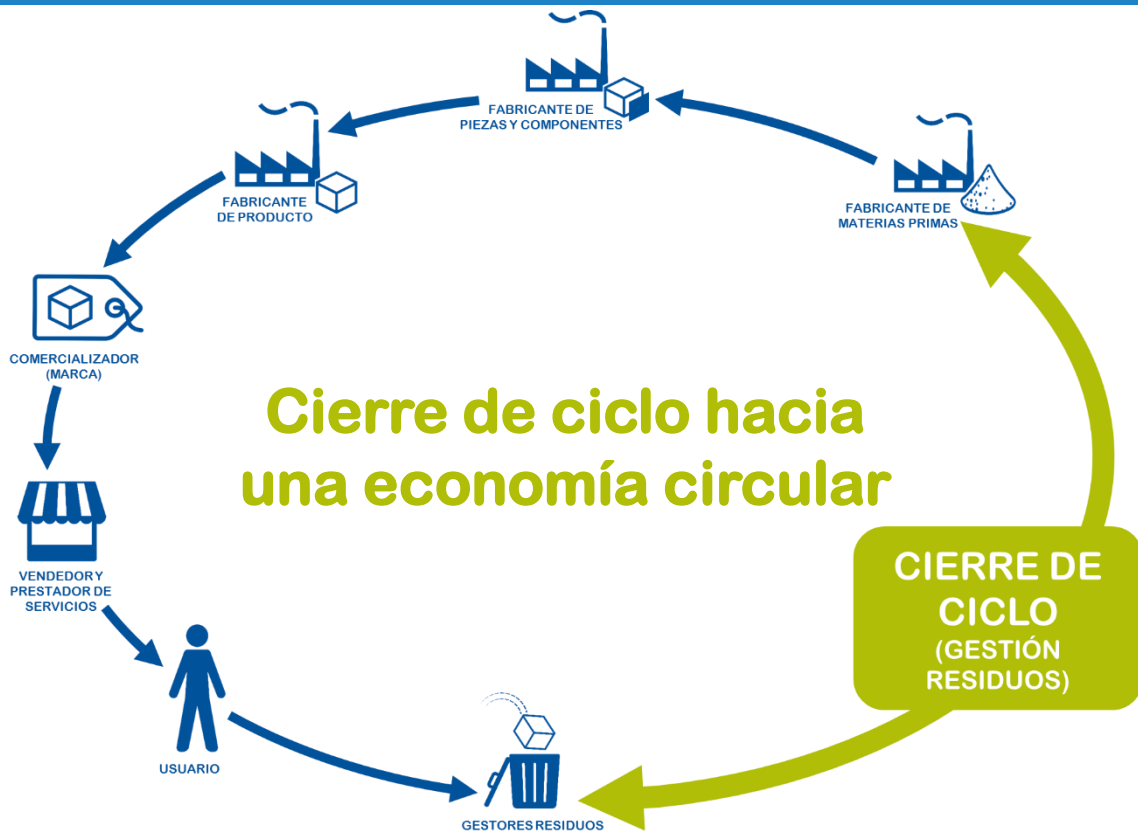 FABRICANTE DE
PIEZAS Y COMPONENTES
FABRICANTE
DE PRODUCTO
FABRICANTE DE
MATERIAS PRIMAS
COMERCIALIZADOR
(MARCA)
Cierre de ciclo hacia
una economía circular
VENDEDOR Y
PRESTADOR DE
SERVICIOS
CIERRE DE
CICLO
(GESTIÓN
RESIDUOS)
USUARIO
GESTORES RESIDUOS